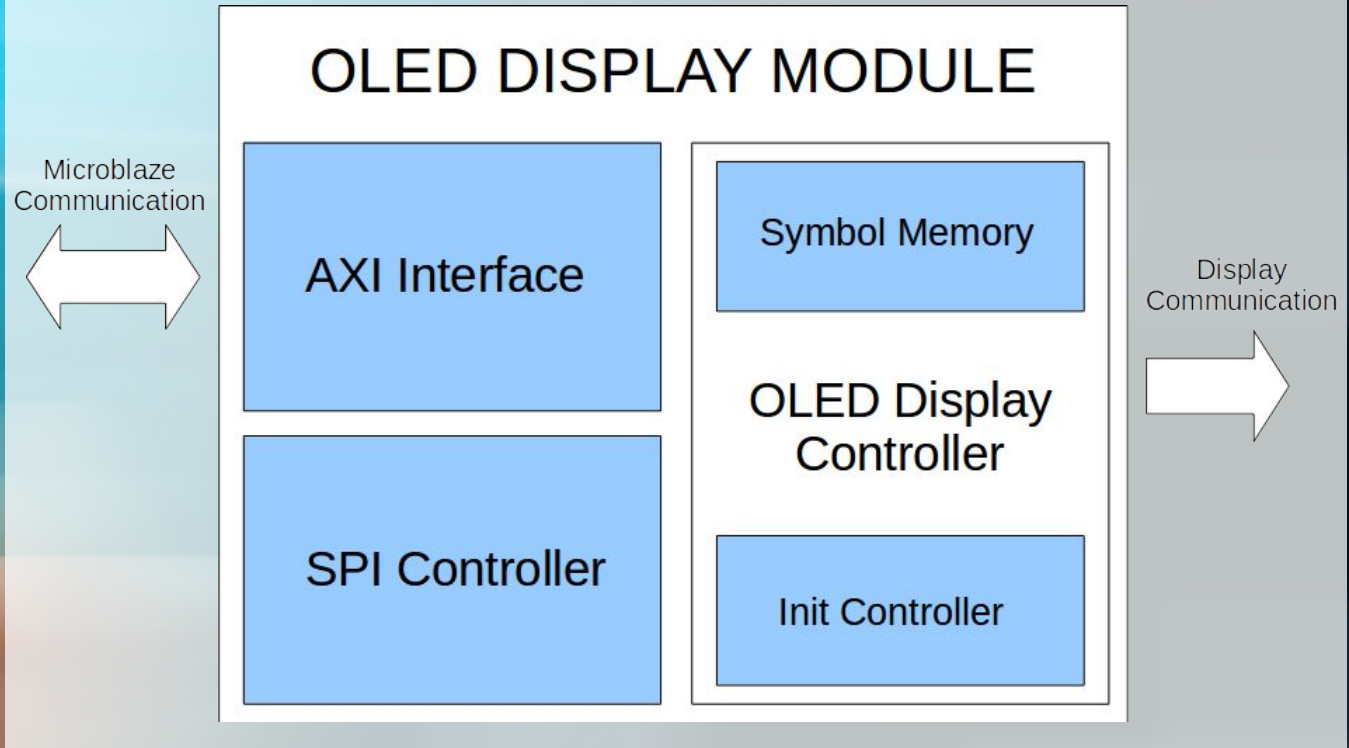 OLED DISPLAY MODULE
Microblaze
Communication
AXI Interface
SPI Controller
Symbol Memory
OLED Display
Controller
Init Controller
Display
Communication